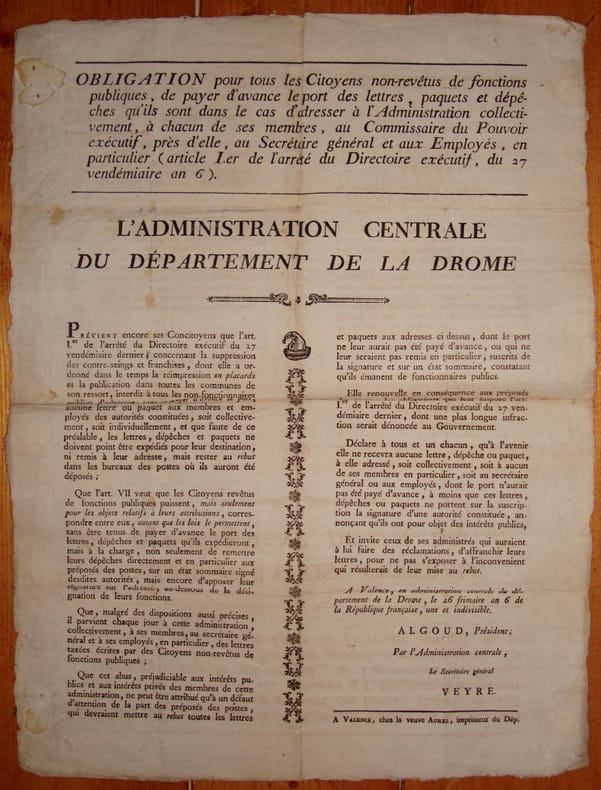 OBLIGATION pour tous les Citoyens non-revêtus de fonctions
publiques, de payer d'avance le port des lettres, paquets et dépê-
ches qu'ils sont dans le cas d'adresser à l'Administration collecti-
vement, à chacun de ses membres, au Commissaire du Pouvoir
exécutif, près d'elle, au Secrétaire général et aux Employés, en
particulier (article I.er de l'arrêté du Directoire exécutif, du 27
vendémiaire an 6).
L'ADMINISTRATION CENTRALE
DU DÉPARTEMENT DE LA DROME
PRÉVIENT encore ses Concitoyens que l'art.
I.er de l'arrêté du Directoire exécutif du 27
vendémiaire dernier, concernant la suppression
des contre-seings et franchises, dont elle a or-
donné dans le temps la réimpression en placards
et la publication dans toutes les communes de
son ressort, interdit à tous les non-fonctionnaires
aucune lettre ou paquet aux membres et em-
ployés des autorités constituées, soit collective-
ment, soit individuellement, et que faute de ce
préalable, les lettres, dépêches et paquets ne
doivent point être expédiés pour leur destination,
ni remis à leur adresse, mais rester au rebut
dans les bureaux des postes où ils auront été
déposés;
Que l'art. VII veut que les Citoyens revêtus
de fonctions publiques puissent, mais seulement
pour les objets relatifs à leurs attributions, corres-
pondre entre eux, autant que les lois le permettent,
sans être tenus de payer d'avance le port des
lettres, dépêches et paquets qu'ils expédieront,
mais à la charge, non seulement de remettre
leurs dépêches directement et en particulier aux
préposés des postes, sur un état sommaire signé
desdites autorités, mais encore d'apposer leur
signature sur l'adresse, au-dessous de la dési-
gnation de leurs fonctions.
Que, malgré des dispositions aussi précises,
il parvient chaque jour à cette administration,
collectivement, à ses membres, au secrétaire gé-
néral et à ses employés, en particulier, des lettres
taxées écrites par des Citoyens non-revêtus de
fonctions publiques;
Que cet abus, préjudiciable aux intérêts pu-
blics et aux intérêts privés des membres de cette
administration, ne peut être attribué qu'à un défaut
d'attention de la part des préposés des postes,
qui devraient mettre au rebut toutes les lettres
et paquets aux adresses ci dessus, dont le port
ne leur aurait pas été payé d'avance, ou qui ne
leur seraient pas remis en particulier, suscrits de
la signature et sur un état sommaire, constatant
qu'ils émanent de fonctionnaires publics.
Elle renouvelle en conséquence aux préposés
I.er de l'arrêté du Directoire exécutif du 27 ven-
démiaire dernier, dont une plus longue infrac-
tion serait dénoncée au Gouvernement.
Déclare à tous et un chacun, qu'à l'avenir
elle ne recevra aucune lettre, dépêche ou paquet,
à elle adressé, soit collectivement, soit à aucun
de ses membres en particulier, soit au secrétaire
général ou aux employés, dont le port n'aurait
pas été payé d'avance, à moins que ces lettres,
dépêches ou paquets ne portent sur la suscrip-
tion la signature d'une autorité constituée, an-
nonçant qu'ils ont pour objet des intérêts publics,
Et invite ceux de ses administrés qui auraient
à lui faire des réclamations, d'affranchir leurs
lettres, pour ne pas s'exposer à l'inconvenient
qui résulterait de leur mise au rebut.
A Valence, en administration centrale du dé-
partement de la Drome, le 26 frimaire an 6 de
la République française, une et indivisible.
ALGOUD, Président;
Par l'Administration centrale,
Le Secrétaire général
VEYRE.
A VALENCE, chez la veuve AUREL, imprimeur du Dép.